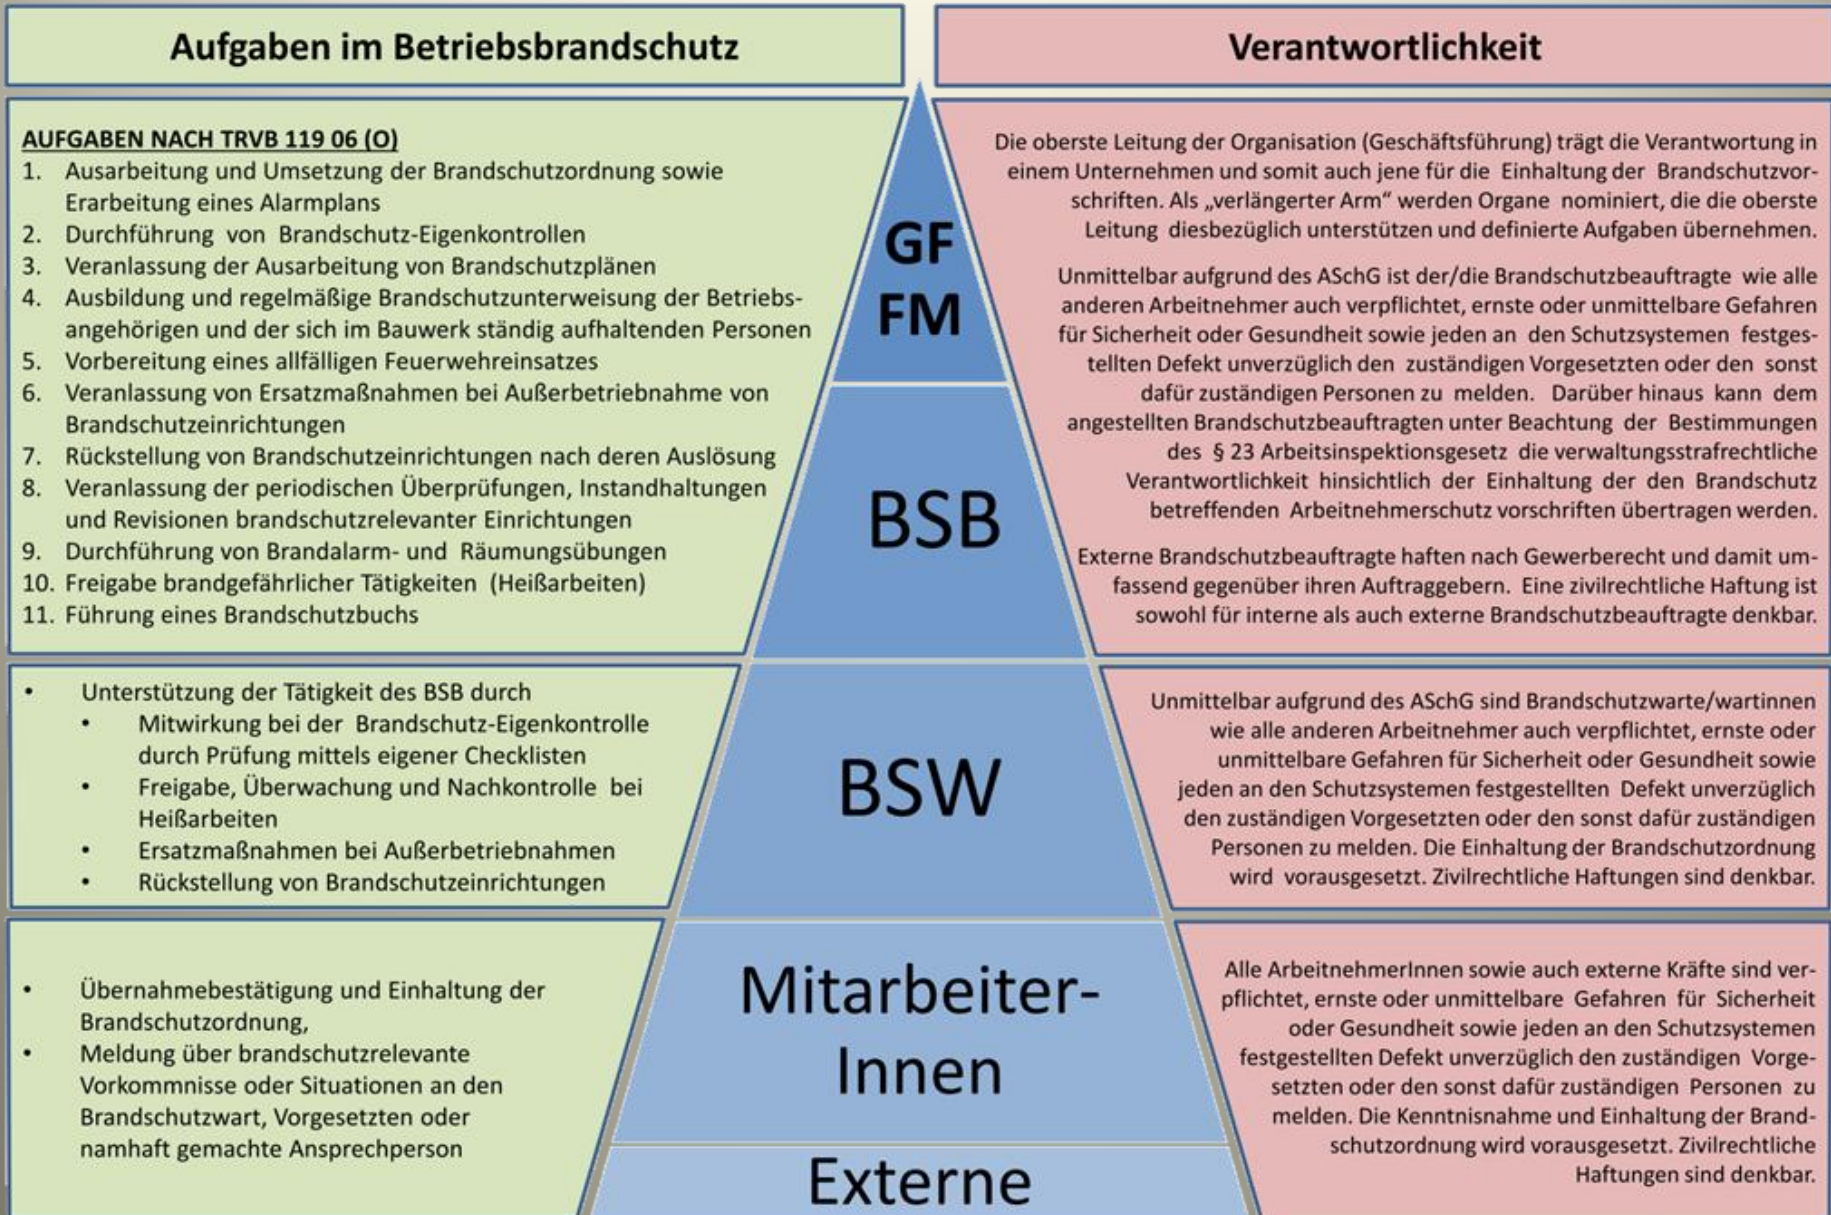 Aufgaben im Betriebsbrandschutz
Verantwortlichkeit
AUFGABEN NACH TRVB 119 06 (O)
1. Ausarbeitung und Umsetzung der Brandschutzordnung sowie
Erarbeitung eines Alarmplans
2. Durchführung von Brandschutz-Eigenkontrollen
3. Veranlassung der Ausarbeitung von Brandschutzplänen
4. Ausbildung und regelmäßige Brandschutzunterweisung der Betriebs-
angehörigen und der sich im Bauwerk ständig aufhaltenden Personen
5. Vorbereitung eines allfälligen Feuerwehreinsatzes
6. Veranlassung von Ersatzmaßnahmen bei Außerbetriebnahme von
Brandschutzeinrichtungen
7. Rückstellung von Brandschutzeinrichtungen nach deren Auslösung
8. Veranlassung der periodischen Überprüfungen, Instandhaltungen
und Revisionen brandschutzrelevanter Einrichtungen
9. Durchführung von Brandalarm- und Räumungsübungen
10. Freigabe brandgefährlicher Tätigkeiten (Heißarbeiten)
11. Führung eines Brandschutzbuchs
GF
FM
BSB
Die oberste Leitung der Organisation (Geschäftsführung) trägt die Verantwortung in
einem Unternehmen und somit auch jene für die Einhaltung der Brandschutzvor-
schriften. Als „verlängerter Arm“ werden Organe nominiert, die die oberste
Leitung diesbezüglich unterstützen und definierte Aufgaben übernehmen.
Unmittelbar aufgrund des ASchG ist der/die Brandschutzbeauftragte wie alle
anderen Arbeitnehmer auch verpflichtet, ernste oder unmittelbare Gefahren
für Sicherheit oder Gesundheit sowie jeden an den Schutzsystemen festges-
tellten Defekt unverzüglich den zuständigen Vorgesetzten oder den sonst
dafür zuständigen Personen zu melden. Darüber hinaus kann dem
angestellten Brandschutzbeauftragten unter Beachtung der Bestimmungen
des § 23 Arbeitsinspektionsgesetz die verwaltungsstrafrechtliche
Verantwortlichkeit hinsichtlich der Einhaltung der den Brandschutz
betreffenden Arbeitnehmerschutz vorschriften übertragen werden.
Externe Brandschutzbeauftragte haften nach Gewerberecht und damit um-
fassend gegenüber ihren Auftraggebern. Eine zivilrechtliche Haftung ist
sowohl für interne als auch externe Brandschutzbeauftragte denkbar.
• Unterstützung der Tätigkeit des BSB durch
• Mitwirkung bei der Brandschutz-Eigenkontrolle
durch Prüfung mittels eigener Checklisten
• Freigabe, Überwachung und Nachkontrolle bei
Heißarbeiten
• Ersatzmaßnahmen bei Außerbetriebnahmen
• Rückstellung von Brandschutzeinrichtungen
BSW
Unmittelbar aufgrund des ASchG sind Brandschutzwarte/wartinnen
wie alle anderen Arbeitnehmer auch verpflichtet, ernste oder
unmittelbare Gefahren für Sicherheit oder Gesundheit sowie
jeden an den Schutzsystemen festgestellten Defekt unverzüglich
den zuständigen Vorgesetzten oder den sonst dafür zuständigen
Personen zu melden. Die Einhaltung der Brandschutzordnung
wird vorausgesetzt. Zivilrechtliche Haftungen sind denkbar.
• Übernahmebestätigung und Einhaltung der
Brandschutzordnung,
• Meldung über brandschutzrelevante
Vorkommnisse oder Situationen an den
Brandschutzwart, Vorgesetzten oder
namhaft gemachte Ansprechperson
Mitarbeiter-
Innen
Externe
Alle ArbeitnehmerInnen sowie auch externe Kräfte sind ver-
pflichtet, ernste oder unmittelbare Gefahren für Sicherheit
oder Gesundheit sowie jeden an den Schutzsystemen
festgestellten Defekt unverzüglich den zuständigen Vorge-
setzten oder den sonst dafür zuständigen Personen zu
melden. Die Kenntnisnahme und Einhaltung der Brand-
schutzordnung wird vorausgesetzt. Zivilrechtliche
Haftungen sind denkbar.